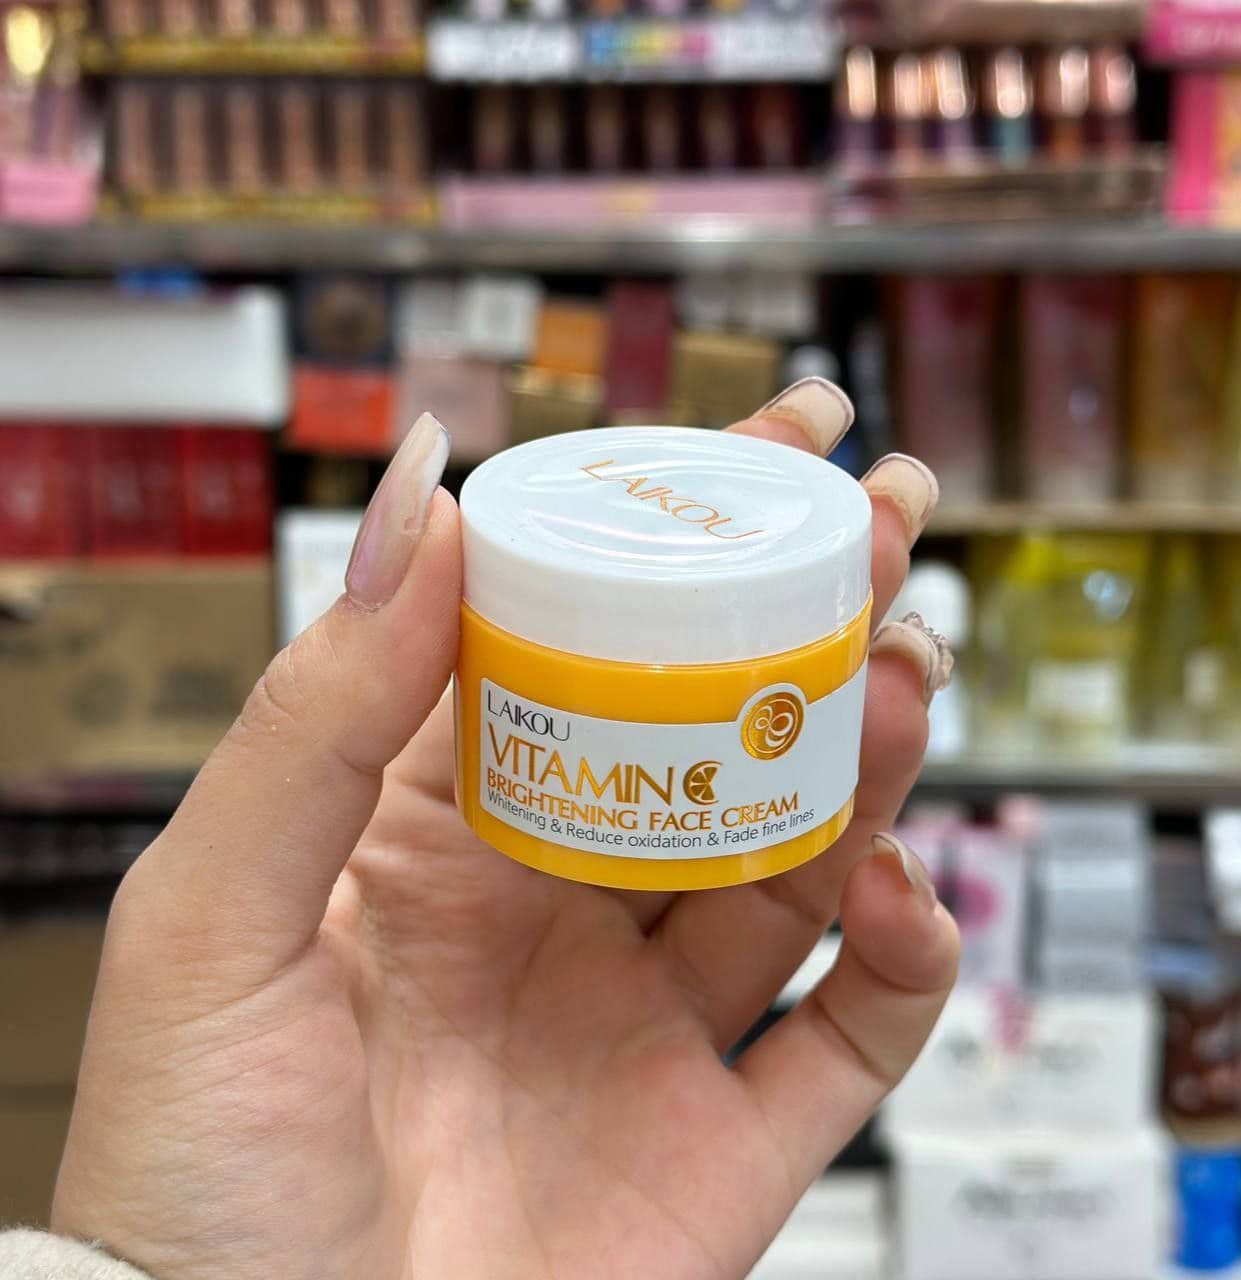 LAIKOU
LAIKOU
VITAMIN C
BRIGHTENING FACE CREAM
Whitening & Reduce oxidation & Fade fine lines